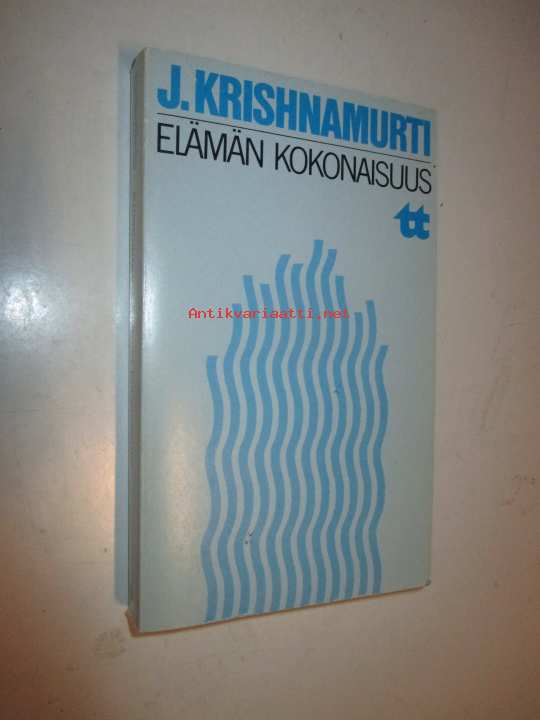 J. KRISHNAMURTI
ELÄMÄN KOKONAISUUS
tt
Antikvariaatti.net